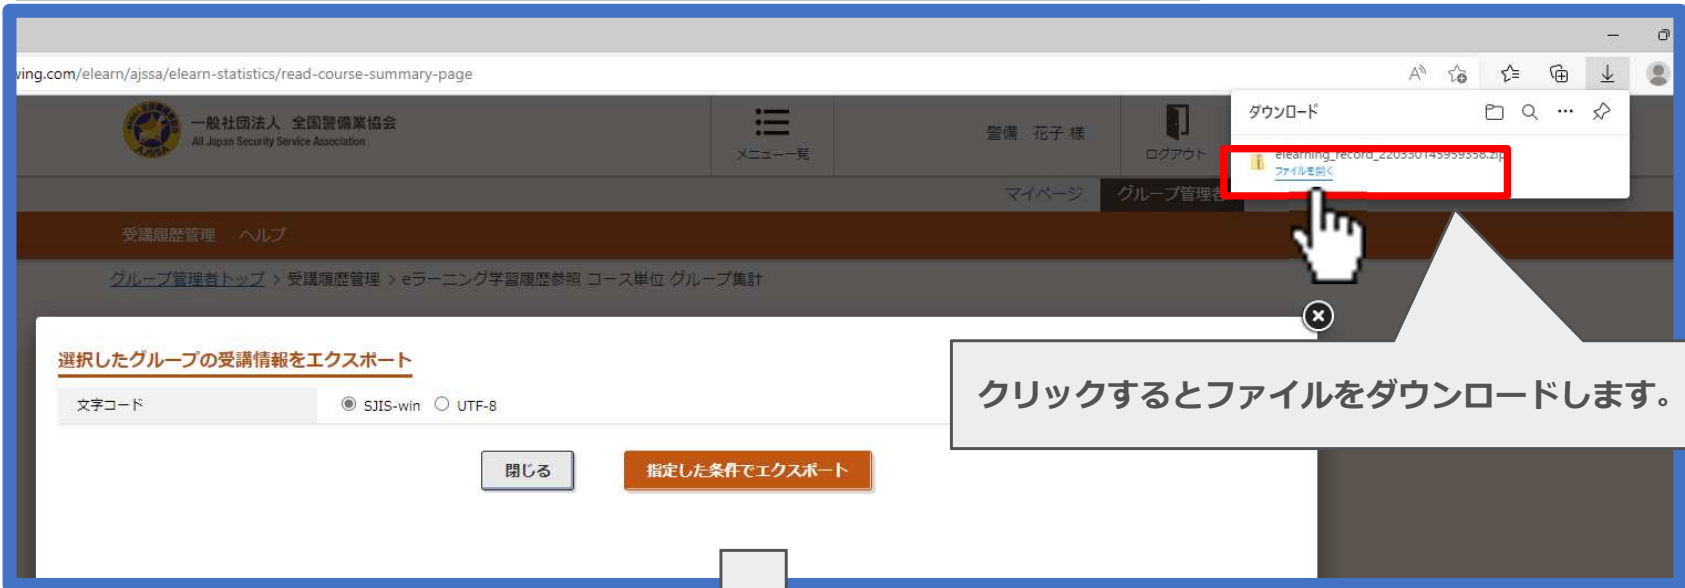 ving.com/elearn/ajssa/elearn-statistics/read-course-summary-page
ダウンロード
elearning_record_220330145959358.zip
ファイルを開く
一般社団法人 全国警備業協会
All Japan Security Service Association
AJSSA
メニュー一覧
警備 花子 様
ログアウト
マイページ
グループ管理者
受講履歴管理 ヘルプ
グループ管理者トップ > 受講履歴管理 > eラーニング学習履歴参照 コース単位 グループ集計
選択したグループの受講情報をエクスポート
文字コード
SJIS-win UTF-8
クリックするとファイルをダウンロードします。
閉じる
指定した条件でエクスポート